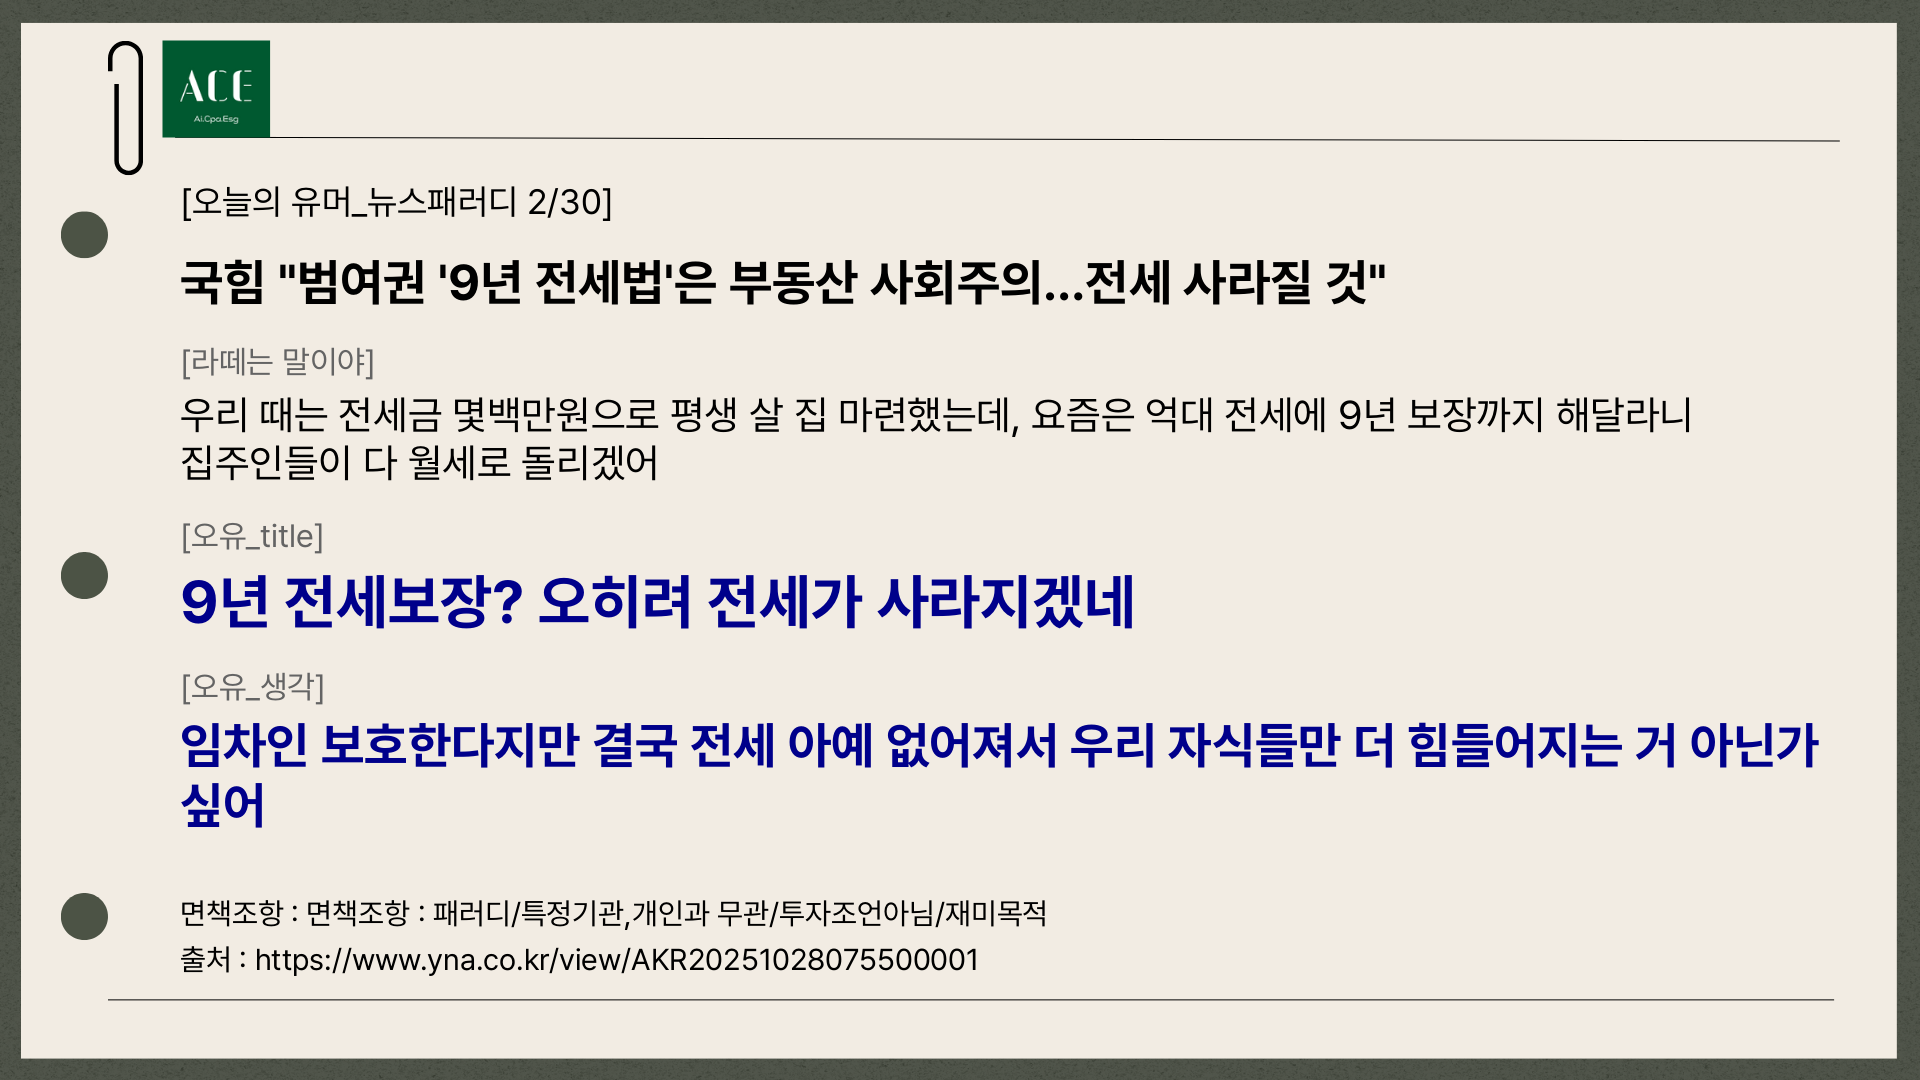 ACE
Ai.Cpa.Esg
[오늘의 유머_뉴스패러디 2/30]
국힘 "범여권 '9년 전세법'은 부동산 사회주의...전세 사라질 것"
[라떼는 말이야]
우리 때는 전세금 몇백만원으로 평생 살 집 마련했는데, 요즘은 억대 전세에 9년 보장까지 해달라니
집주인들이 다 월세로 돌리겠어
[오유_title]
9년 전세보장? 오히려 전세가 사라지겠네
[오유_생각]
임차인 보호한다지만 결국 전세 아예 없어져서 우리 자식들만 더 힘들어지는 거 아닌가
싶어
면책조항 : 면책조항 : 패러디/특정기관,개인과 무관/투자조언아님/재미목적
출처 : https://www.yna.co.kr/view/AKR20251028075500001